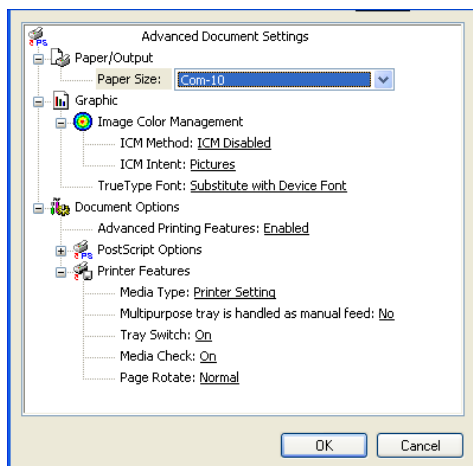 Advanced Document Settings
Paper/Output
Paper Size: Com-10
Graphic
Image Color Management
ICM Method: ICM Disabled
ICM Intent: Pictures
TrueType Font: Substitute with Device Font
Document Options
Advanced Printing Features: Enabled
PostScript Options
Printer Features
Media Type: Printer Setting
Multipurpose tray is handled as manual feed: No
Tray Switch: On
Media Check: On
Page Rotate: Normal
OK Cancel